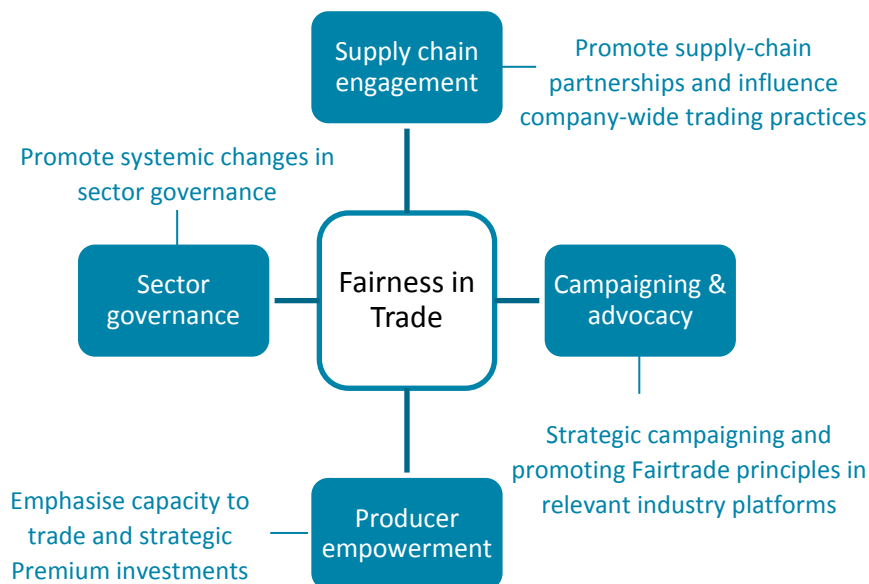 Supply chain
engagement
Promote supply-chain
partnerships and influence
company-wide trading practices
Promote systemic changes in
sector governance
Sector
governance
Fairness in
Trade
Campaigning &
advocacy
Strategic campaigning and
promoting Fairtrade principles in
relevant industry platforms
Emphasise capacity to
trade and strategic
Premium investments
Producer
empowerment